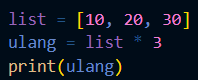 list = [10, 20, 30]
ulang = list * 3
print(ulang)